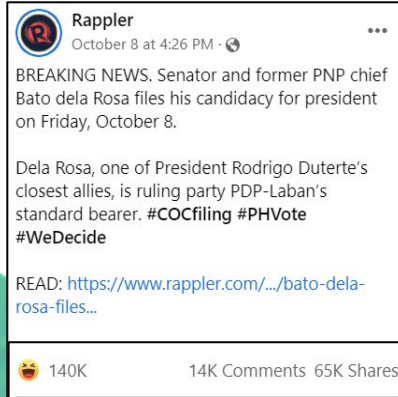 Rappler
October 8 at 4:26 PM ·
BREAKING NEWS. Senator and former PNP chief
Bato dela Rosa files his candidacy for president
on Friday, October 8.
Dela Rosa, one of President Rodrigo Duterte's
closest allies, is ruling party PDP-Laban's
standard bearer. #COCfiling #PHVote
#WeDecide
READ: https://www.rappler.com/.../bato-dela-
rosa-files...
140K 14K Comments 65K Shares